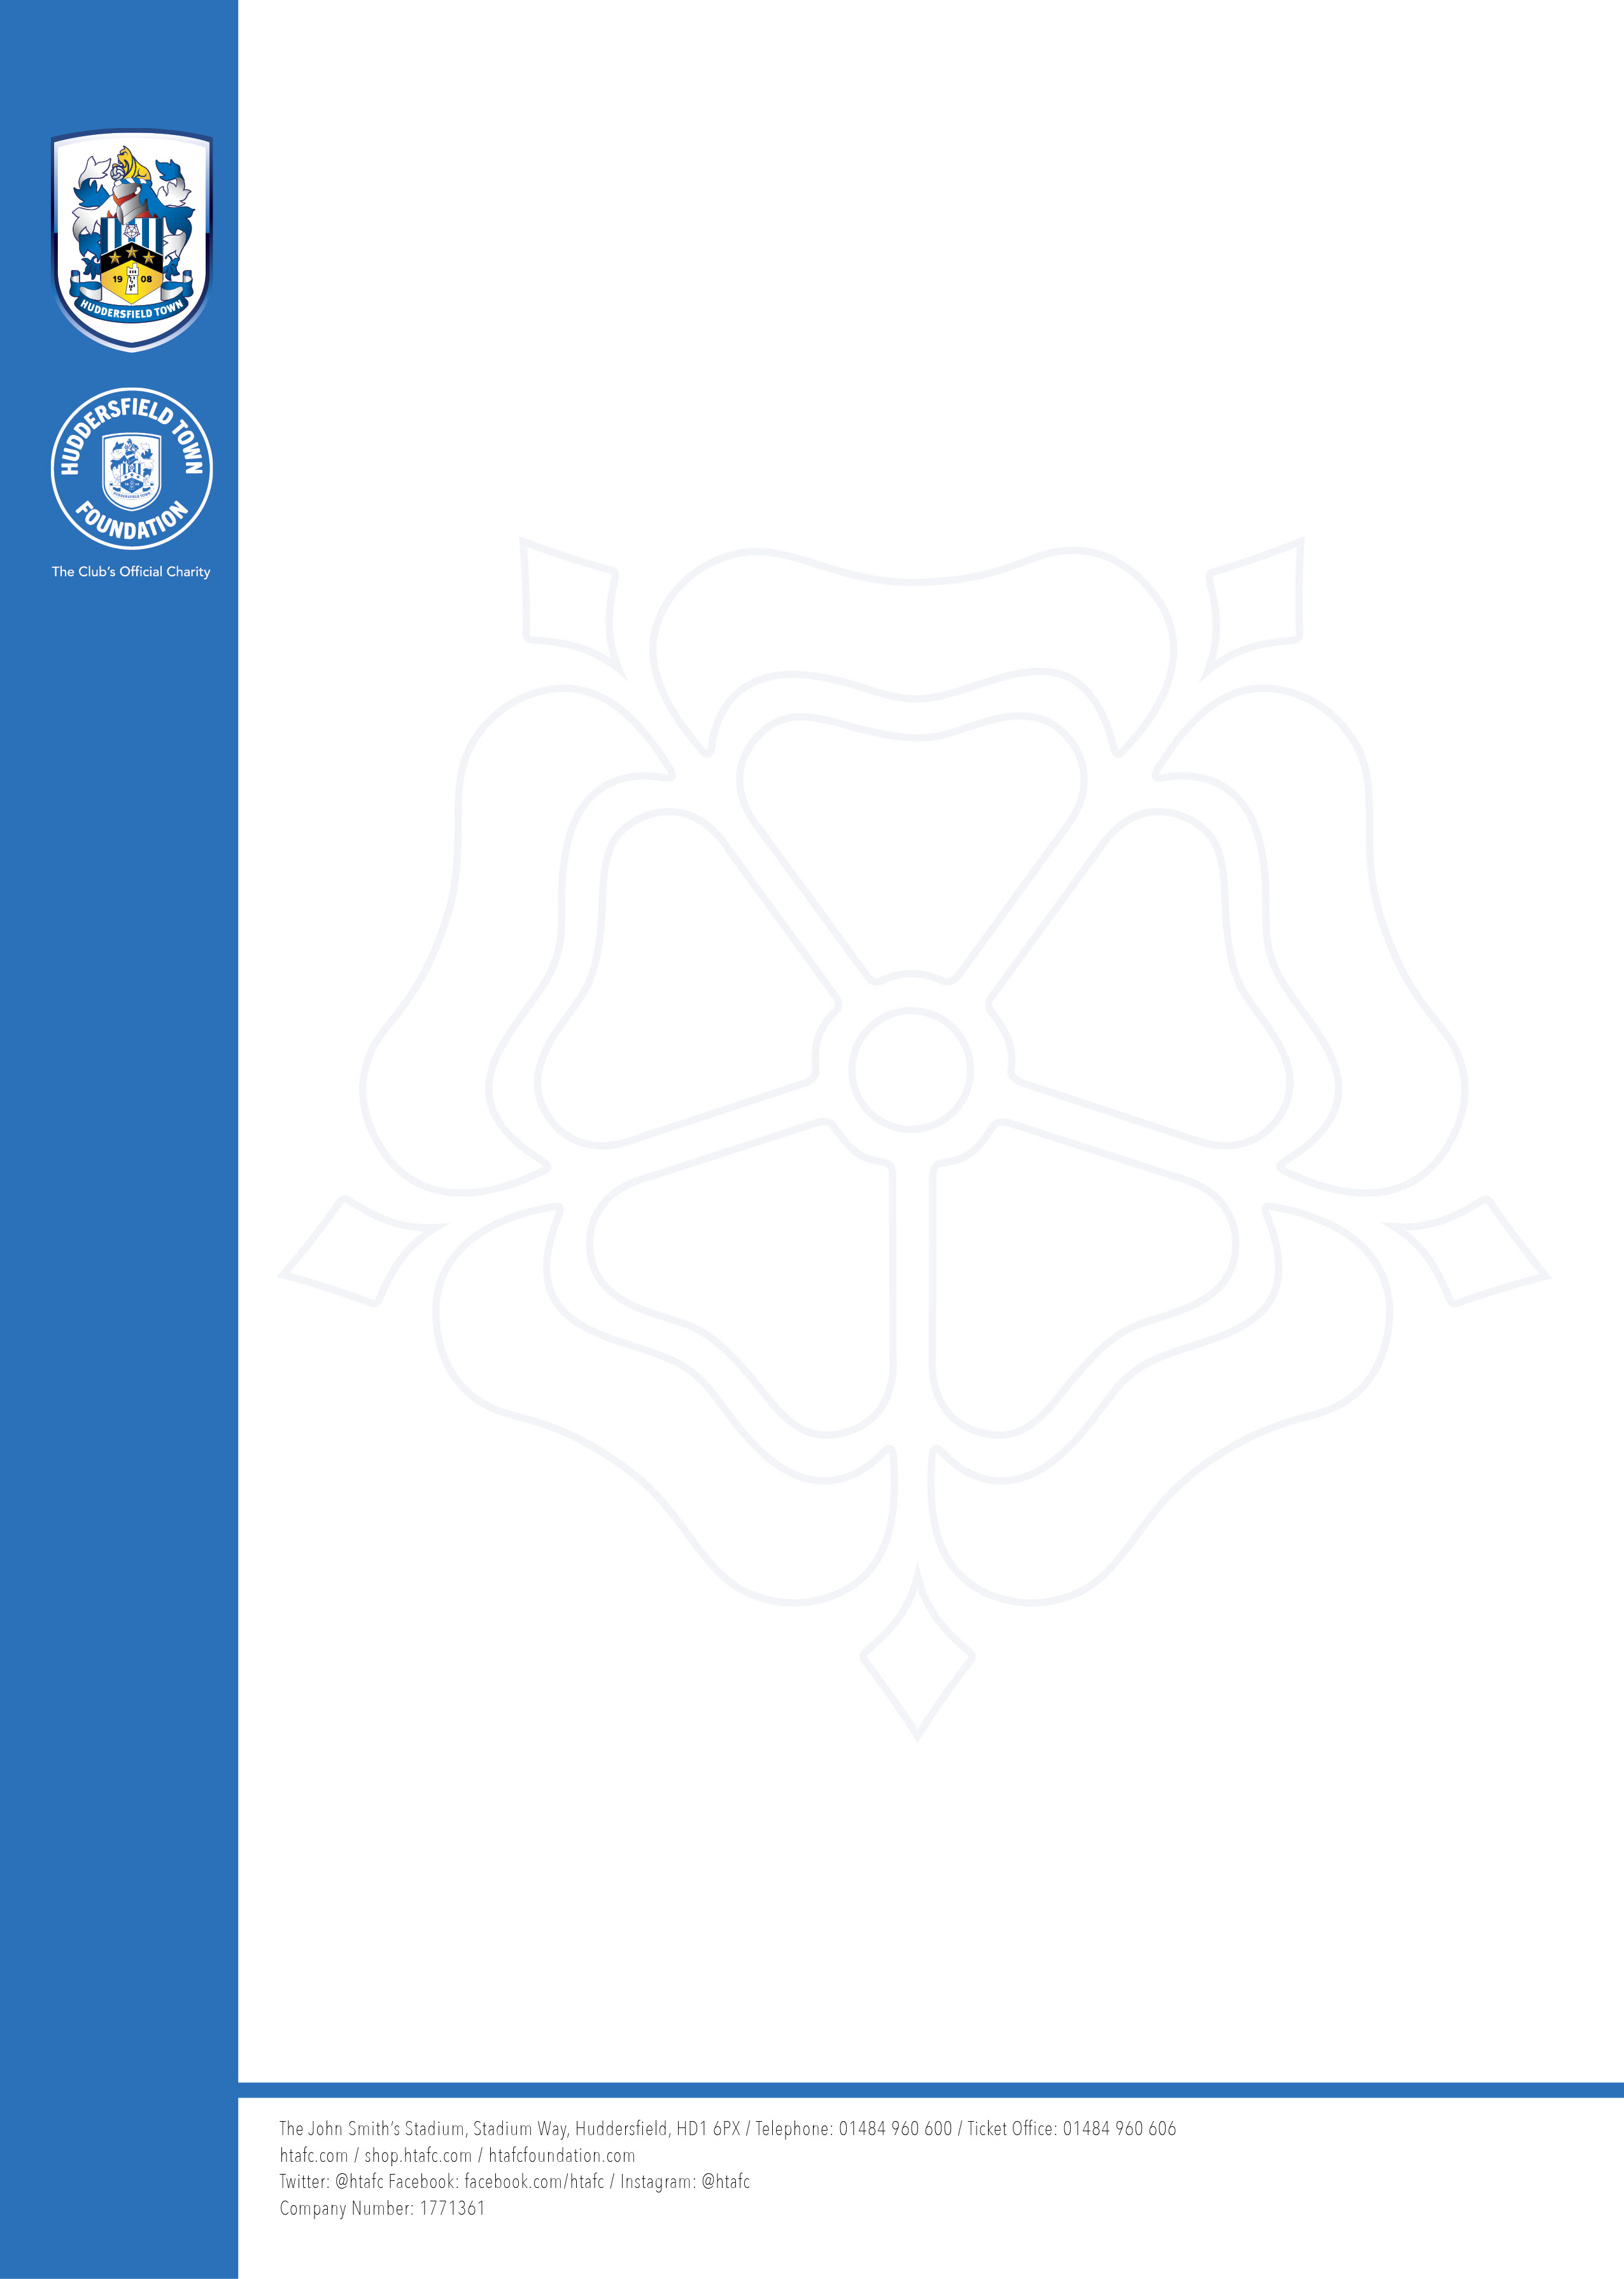 19 08
HUDDERSFIELD TOWN
HUDDERSFIELD TOWN
HUDDERSFIELD TOWN
FOUNDATION
The Club's Official Charity
The John Smith's Stadium, Stadium Way, Huddersfield, HD1 6PX / Telephone: 01484 960 600 / Ticket Office: 01484 960 606
htafc.com / shop.htafc.com / htafcfoundation.com
Twitter: @htafc Facebook: facebook.com/htafc / Instagram: @htafc
Company Number: 1771361